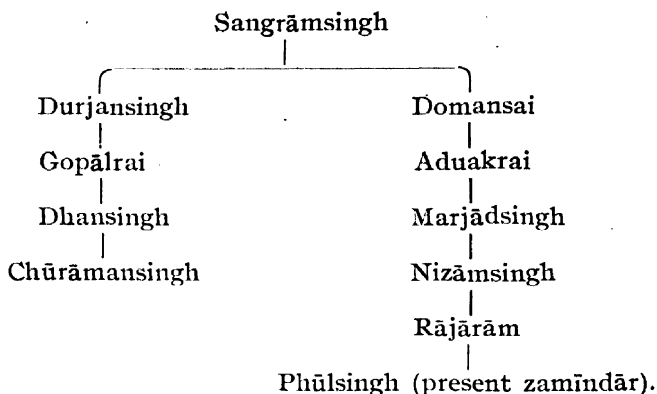 Sangrāmsingh
Durjansingh Domansai
Gopālrai Aduakrai
Dhansingh Marjādsingh
Chūrāmansingh Nizāmsingh
Rājārām
Phūlsingh (present zamīndār).